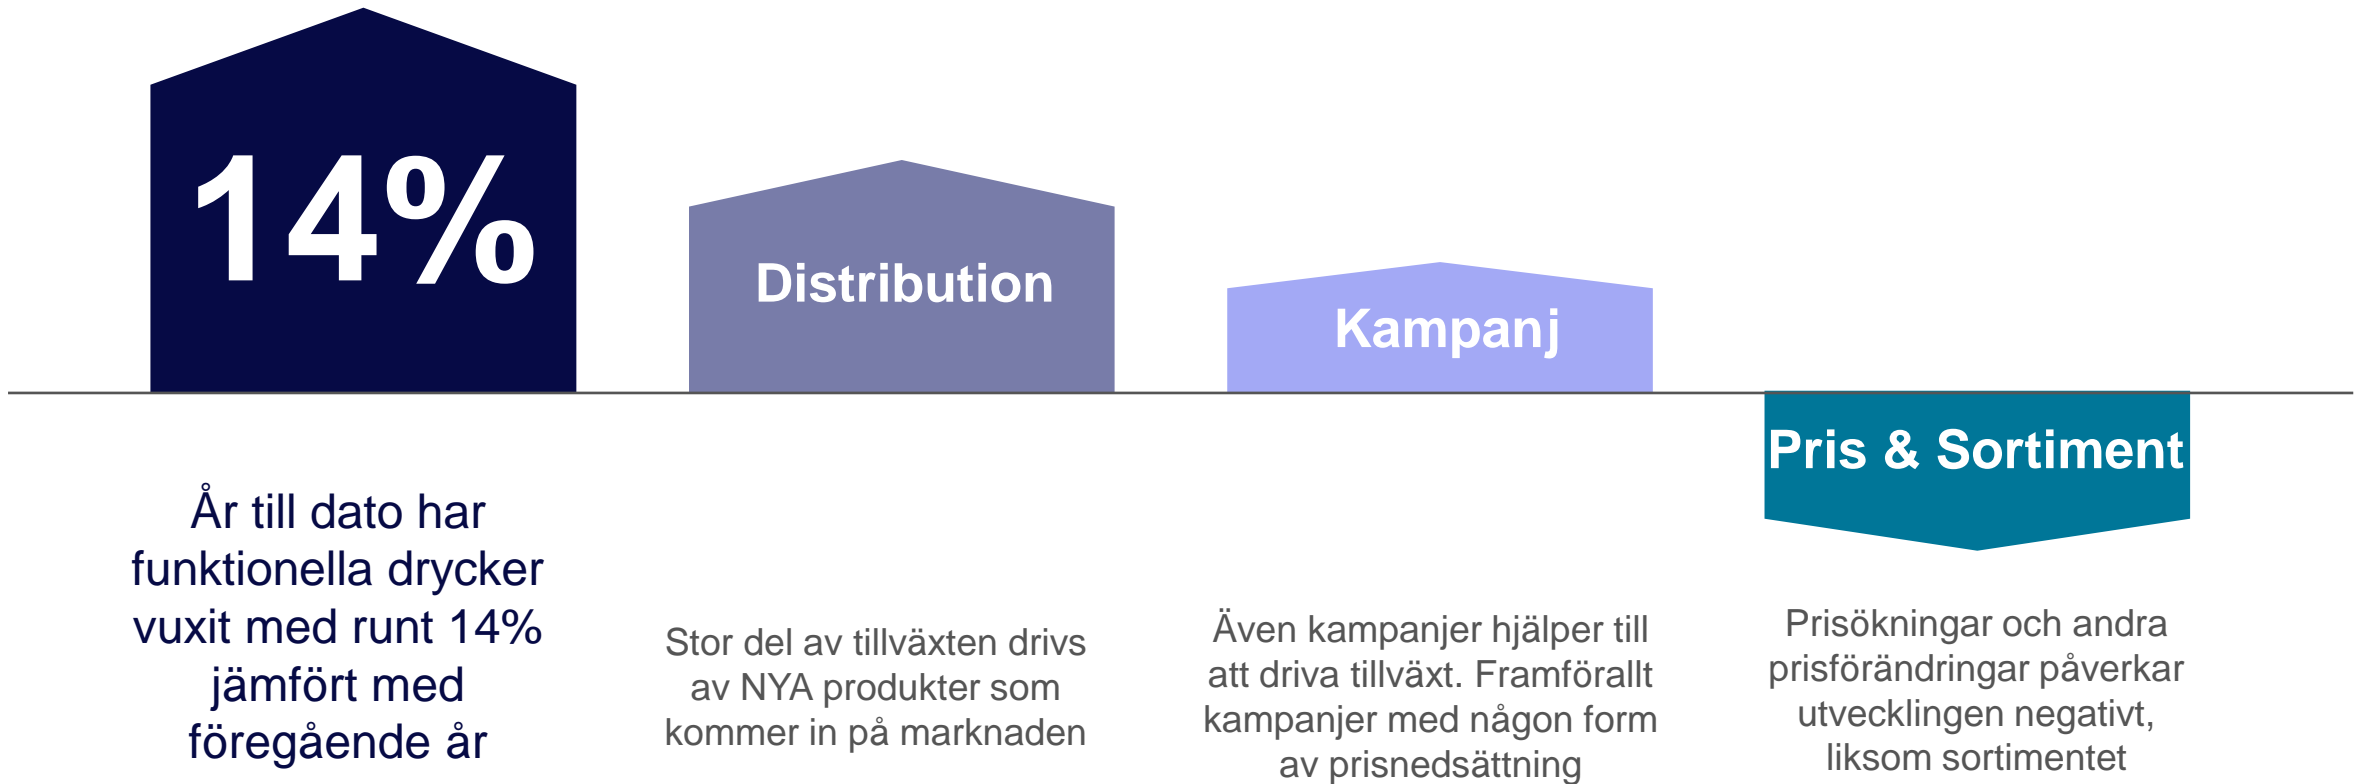 14%
Distribution
Kampanj
Pris & Sortiment
År till dato har
funktionella drycker
vuxit med runt 14%
jämfört med
föregående år
Stor del av tillväxten drivs
av NYA produkter som
kommer in på marknaden
Även kampanjer hjälper till
att driva tillväxt. Framförallt
kampanjer med någon form
av prisnedsättning
Prisökningar och andra
prisförändringar påverkar
utvecklingen negativt,
liksom sortimentet